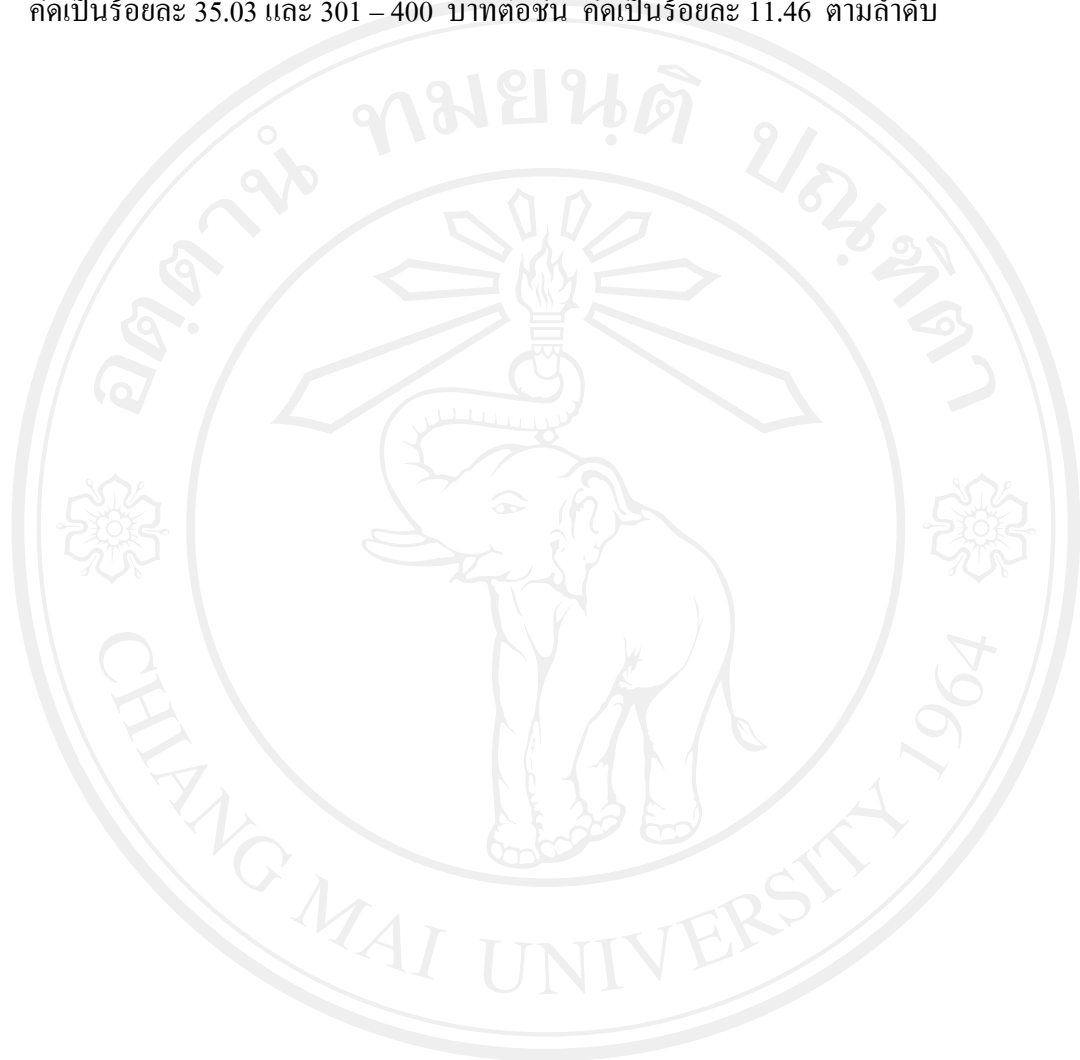 คิดเป็นร้อยละ 35.03 และ 301 – 400 บาทต่อชิ้น คิดเป็นร้อยละ 11.46 ตามลำดับ
อตฺตานํ ทมยนฺติ ปณฺฑิตา
CHIANG MAI UNIVERSITY 1964